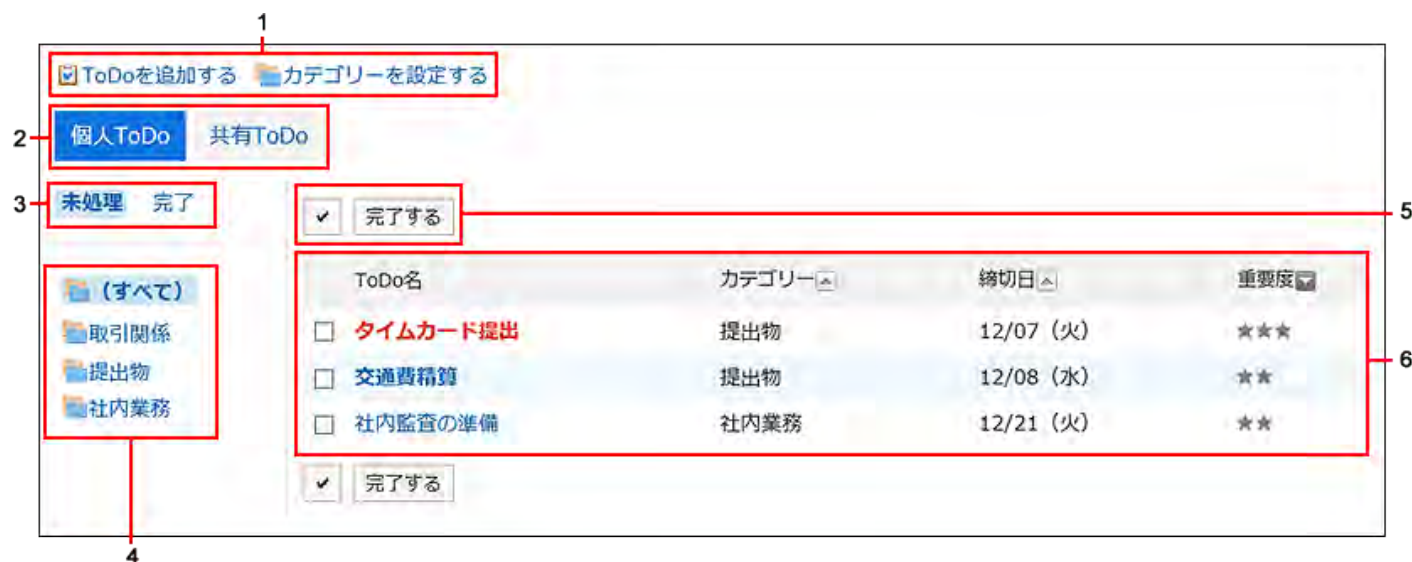 1
ToDoを追加する カテゴリーを設定する
2
個人ToDo 共有ToDo
3
未処理 完了
完了する
5
(すべて)
取引関係
提出物
社内業務
4
ToDo名 カテゴリー 締切日 重要度
タイムカード提出 提出物 12/07（火） ★★★
交通費精算 提出物 12/08（水） ★★
社内監査の準備 社内業務 12/21（火） ★★
6
完了する